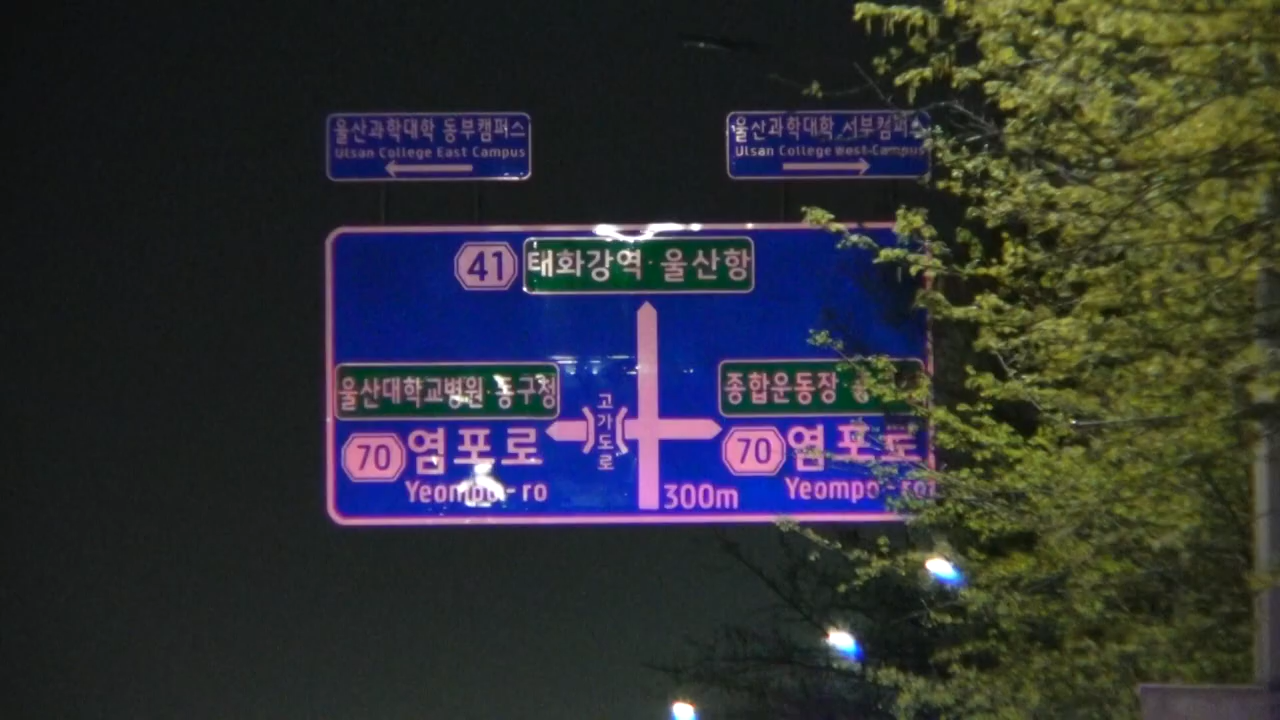 울산과학대학 동부캠퍼스
Ulsan College East Campus
울산과학대학 서부캠퍼스
Ulsan College West Campus
41 태화강역·울산항
울산대학교병원·동구청
고가도로
종합운동장
70 염포로
Yeompo-ro
70 염포로
Yeompo-ro
300m